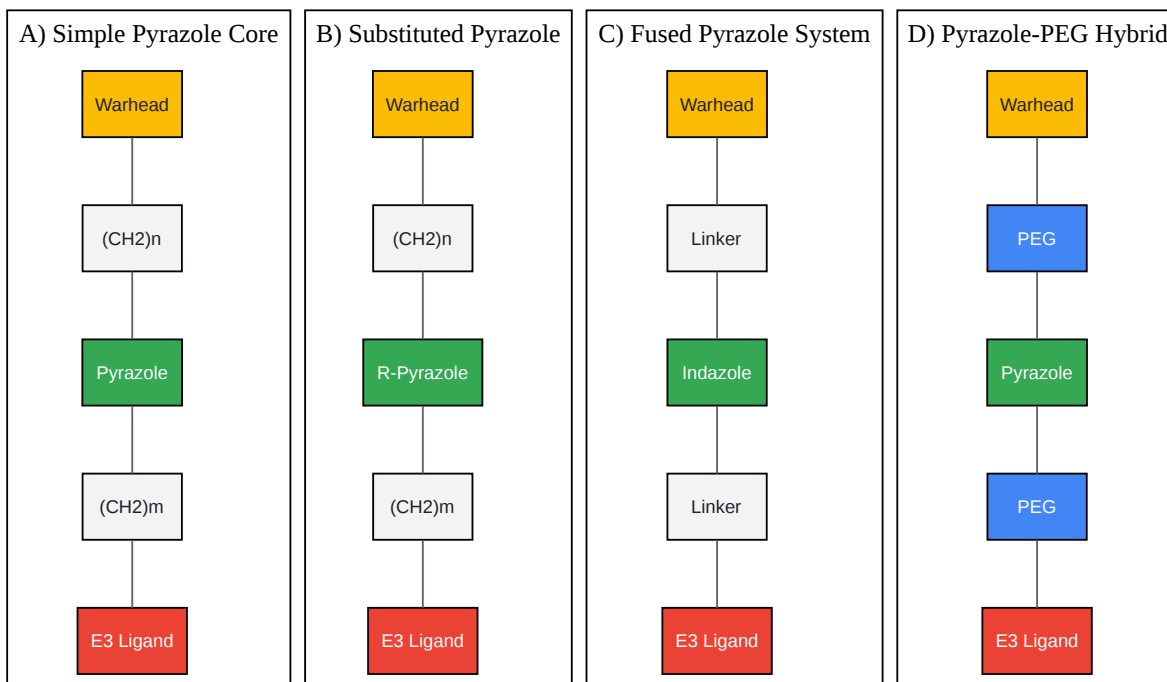 A) Simple Pyrazole Core
Warhead
(CH2)n
Pyrazole
(CH2)m
E3 Ligand
B) Substituted Pyrazole
Warhead
(CH2)n
R-Pyrazole
(CH2)m
E3 Ligand
C) Fused Pyrazole System
Warhead
Linker
Indazole
Linker
E3 Ligand
D) Pyrazole-PEG Hybrid
Warhead
PEG
Pyrazole
PEG
E3 Ligand